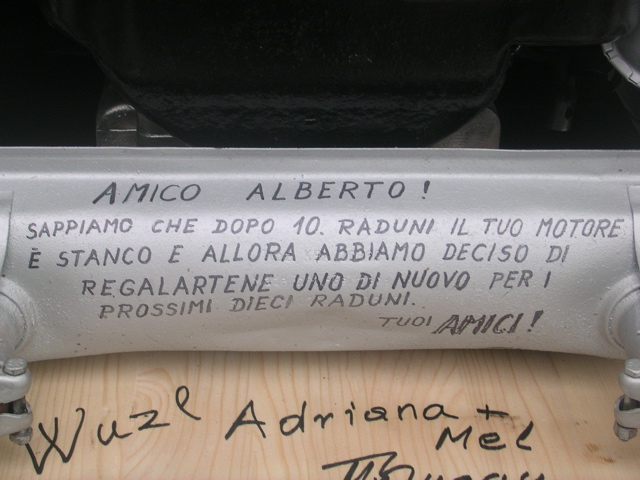 AMICO ALBERTO!
SAPPIAMO CHE DOPO 10. RADUNI IL TUO MOTORE
È STANCO E ALLORA ABBIAMO DECISO DI
REGALARTENE UNO DI NUOVO PER I
PROSSIMI DIECI RADUNI.
TUOI AMICI!
Wuzl Adriana +
Mel